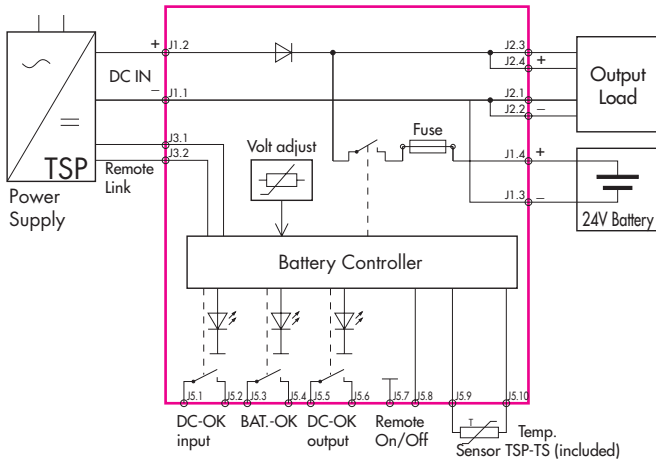 +
J1.2
J2.3
J2.4
+
DC IN
Output
Load
−
J1.1
J2.1
J2.2
−
J3.1
J3.2
TSP
Remote
Link
Power
Supply
Volt adjust
Fuse
J1.4
+
J1.3
−
24V Battery
Battery Controller
J5.1
J5.2
J5.3
J5.4
J5.5
J5.6
J5.7
J5.8
J5.9
J5.10
DC-OK
input
BAT.-OK
DC-OK
output
Remote
On/Off
T
Temp.
Sensor TSP-TS (included)